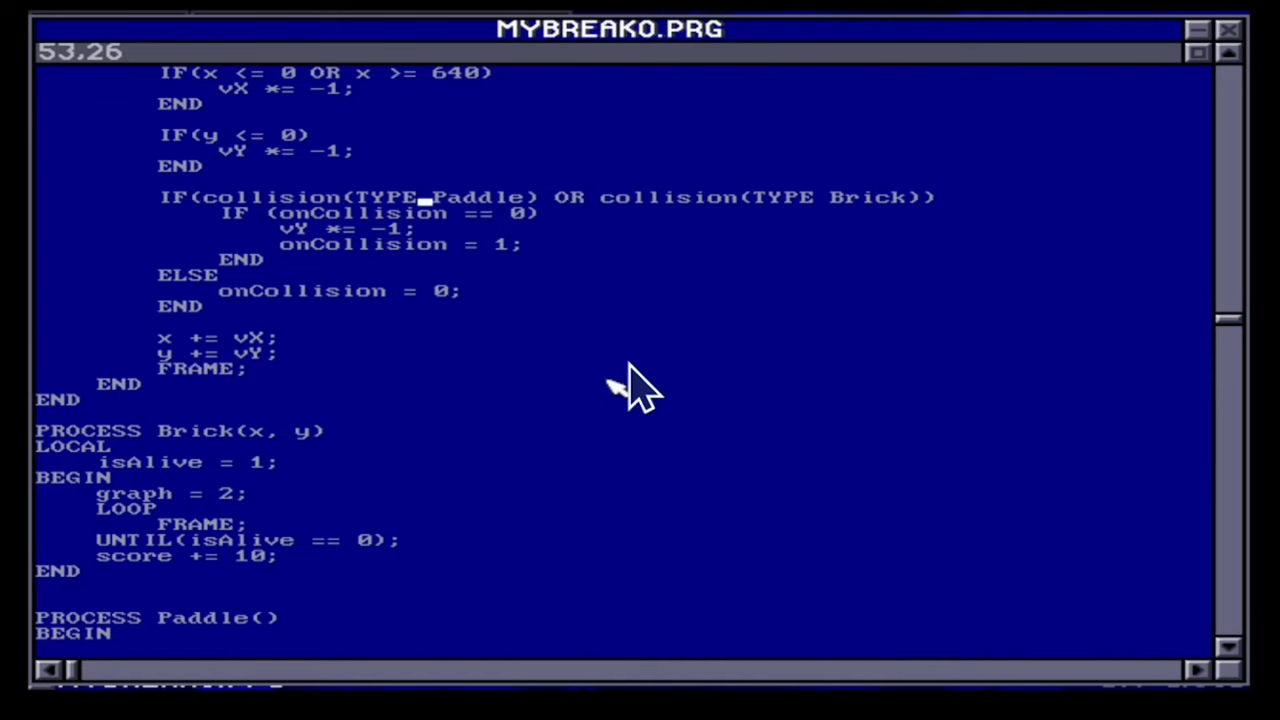 MYBREAKO.PRG
53,26
IF(x <= 0 OR x >= 640)
vX *= -1;
END
IF(y <= 0)
vY *= -1;
END
IF(collision(TYPE Paddle) OR collision(TYPE Brick))
IF (onCollision == 0)
vY *= -1;
onCollision = 1;
END
ELSE
onCollision = 0;
END
x += vX;
y += vY;
FRAME;
END
END
PROCESS Brick(x, y)
LOCAL
isAlive = 1;
BEGIN
graph = 2;
LOOP
FRAME;
UNTIL(isAlive == 0);
score += 10;
END
PROCESS Paddle()
BEGIN